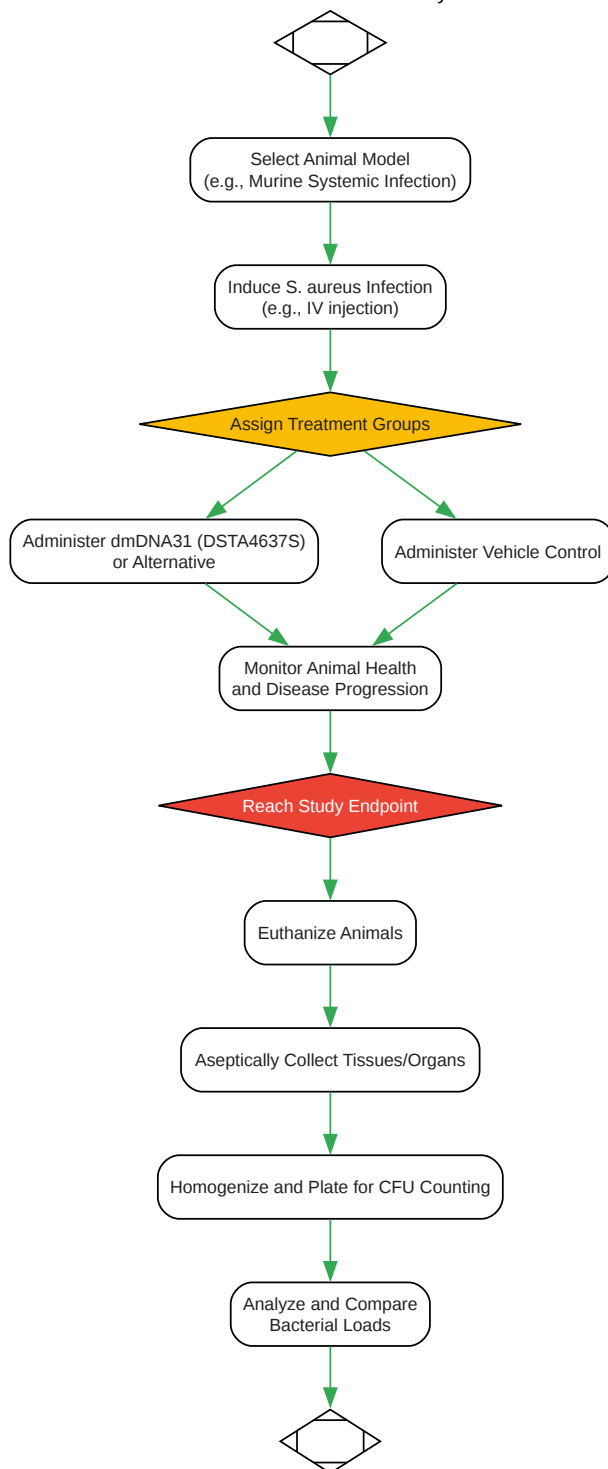 Select Animal Model
(e.g., Murine Systemic Infection)
Induce S. aureus Infection
(e.g., IV injection)
Assign Treatment Groups
Administer dmDNA31 (DSTA4637S)
or Alternative
Administer Vehicle Control
Monitor Animal Health
and Disease Progression
Reach Study Endpoint
Euthanize Animals
Aseptically Collect Tissues/Organs
Homogenize and Plate for CFU Counting
Analyze and Compare
Bacterial Loads